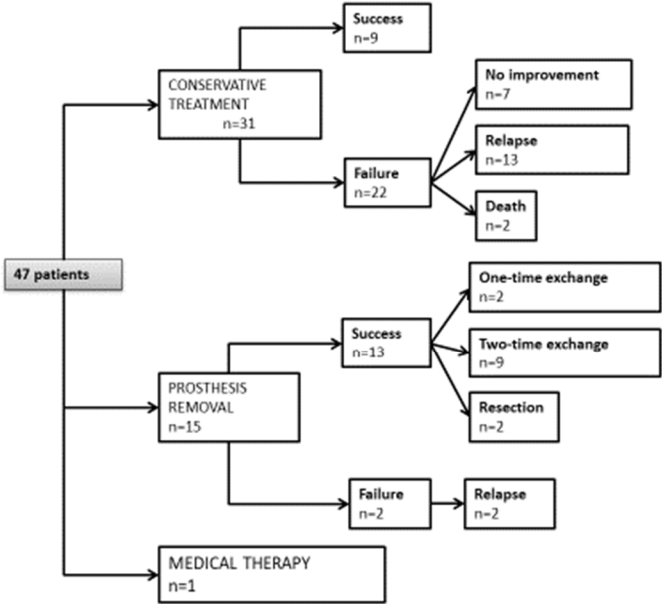 47 patients
CONSERVATIVE
TREATMENT
n=31
Success
n=9
Failure
n=22
No improvement
n=7
Relapse
n=13
Death
n=2
PROSTHESIS
REMOVAL
n=15
Success
n=13
One-time exchange
n=2
Two-time exchange
n=9
Resection
n=2
Failure
n=2
Relapse
n=2
MEDICAL THERAPY
n=1